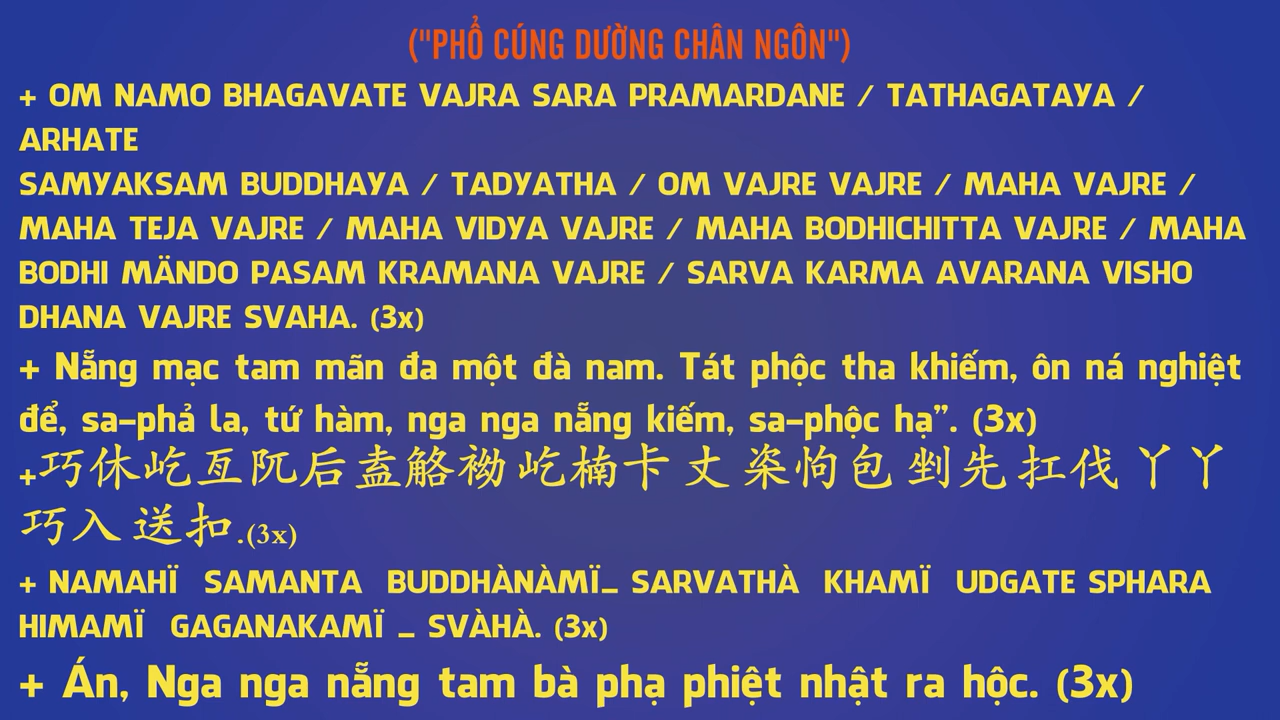 ("PHỔ CÚNG DƯỜNG CHÂN NGÔN")
+ OM NAMO BHAGAVATE VAJRA SARA PRAMARDANE / TATHAGATAYA /
ARHATE
SAMYAKSAM BUDDHAYA / TADYATHA / OM VAJRE VAJRE / MAHA VAJRE /
MAHA TEJA VAJRE / MAHA VIDYA VAJRE / MAHA BODHICHITTA VAJRE / MAHA
BODHI MÄNDO PASAM KRAMANA VAJRE / SARVA KARMA AVARANA VISHO
DHANA VAJRE SVAHA. (3x)
+ Nẵng mạc tam mãn đa một đà nam. Tát phộc tha khiếm, ôn ná nghiệt
để, sa-phả la, tứ hàm, nga nga nẵng kiếm, sa-phộc hạ”. (3x)
+巧休屹亙阢后盍觡袎屹楠卡丈粢怐包剉先扛伐丫丫
巧入送扣.(3x)
+ NAMAHÏ SAMANTA BUDDHÀNÀMÏ_ SARVATHÀ KHAMÏ UDGATE SPHARA
HIMAMÏ GAGANAKAMÏ _ SVÀHÀ. (3x)
+ Án, Nga nga nẵng tam bà phạ phiệt nhật ra hộc. (3x)